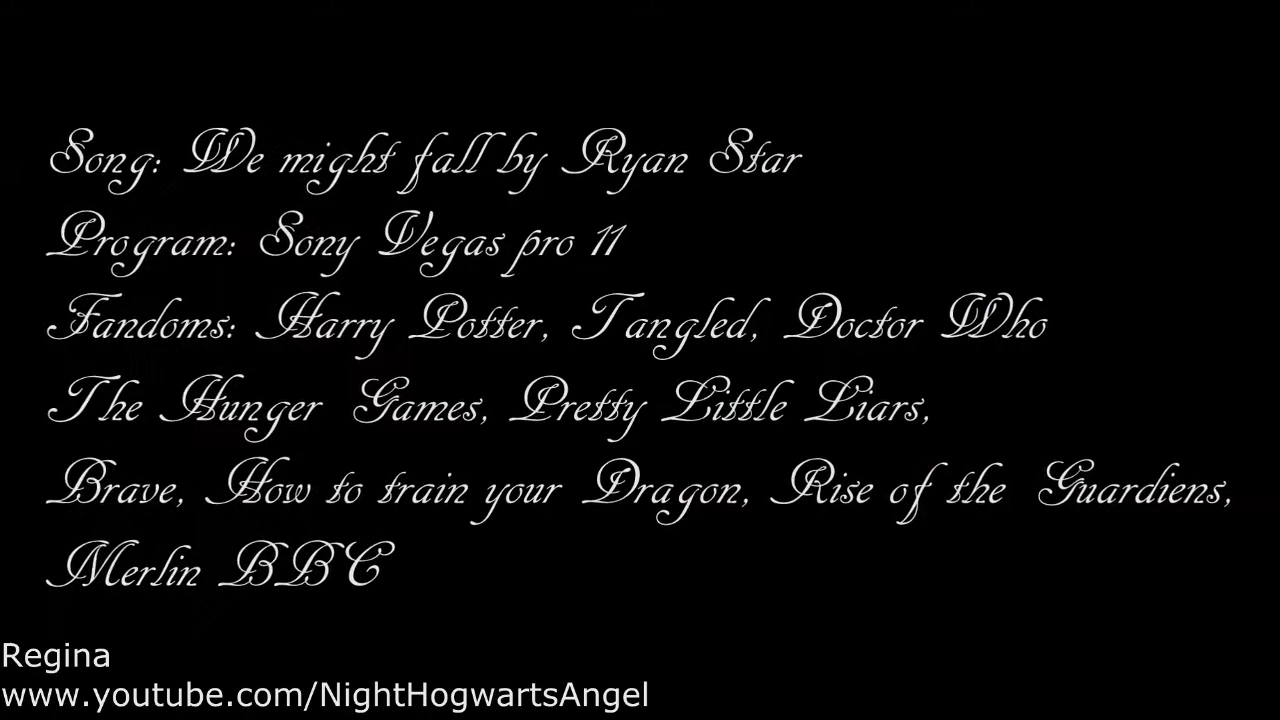 Song: We might fall by Ryan Star
Program: Sony Vegas pro 11
Fandoms: Harry Potter, Tangled, Doctor Who
The Hunger Games, Pretty Little Liars,
Brave, How to train your Dragon, Rise of the Guardiens,
Merlin BBC
Regina
www.youtube.com/NightHogwartsAngel